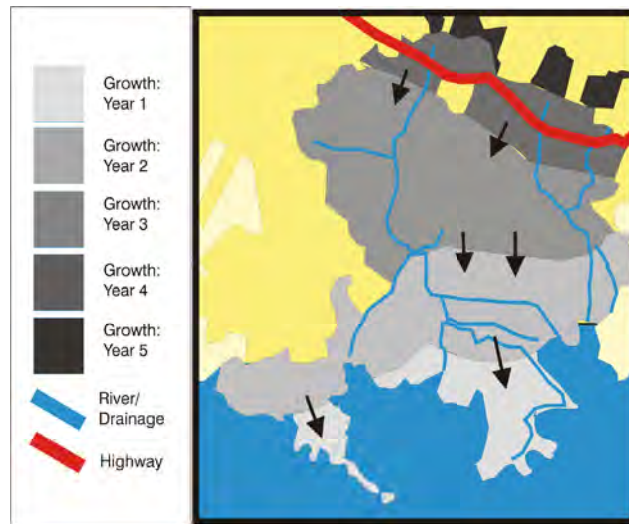 Growth:
Year 1
Growth:
Year 2
Growth:
Year 3
Growth:
Year 4
Growth:
Year 5
River/
Drainage
Highway